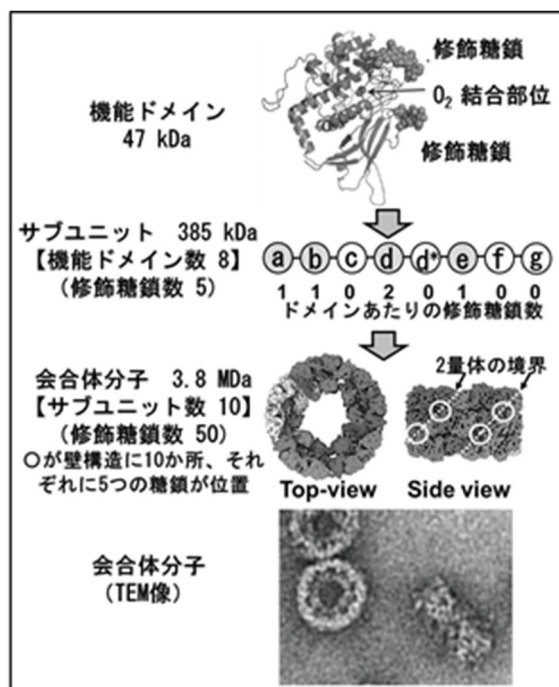 修飾糖鎖
O₂ 結合部位
機能ドメイン
47 kDa
修飾糖鎖
サブユニット 385 kDa
【機能ドメイン数 8】
(修飾糖鎖数 5)
a b c d d* e f g
1 1 0 2 0 1 0 0
ドメインあたりの修飾糖鎖数
会合体分子 3.8 MDa
【サブユニット数 10】
(修飾糖鎖数 50)
○が壁構造に10か所、それ
ぞれに5つの糖鎖が位置
2量体の境界
Top-view Side view
会合体分子
(TEM像)